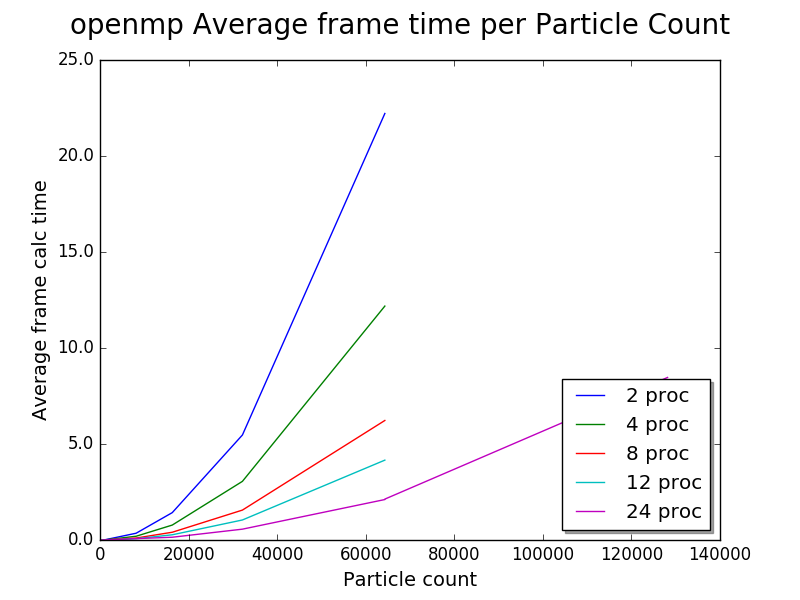 openmp Average frame time per Particle Count
25.0
20.0
15.0
10.0
5.0
0.0
Average frame calc time
2 proc
4 proc
8 proc
12 proc
24 proc
0 20000 40000 60000 80000 100000 120000 140000
Particle count